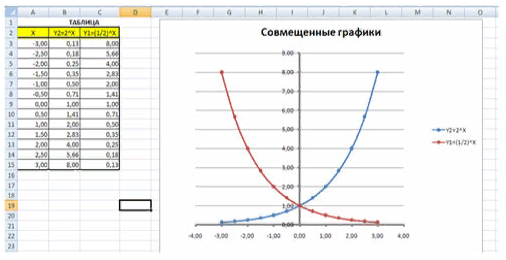 A B C D E F G H I J K L M N O P
1 ТАБЛИЦА
2 X Y2=2^X Y1=(1/2)^X
3 -3,00 0,13 8,00
4 -2,50 0,18 5,66
5 -2,00 0,25 4,00
6 -1,50 0,35 2,83
7 -1,00 0,50 2,00
8 -0,50 0,71 1,41
9 0,00 1,00 1,00
10 0,50 1,41 0,71
11 1,00 2,00 0,50
12 1,50 2,83 0,35
13 2,00 4,00 0,25
14 2,50 5,66 0,18
15 3,00 8,00 0,13
16
17
18
19
20
21
22
23
Совмещенные графики
9,00
8,00
7,00
6,00
5,00
4,00
3,00
2,00
1,00
0,00
-4,00 -3,00 -2,00 -1,00 0,00 1,00 2,00 3,00 4,00
Y2=2^X
Y1=(1/2)^X